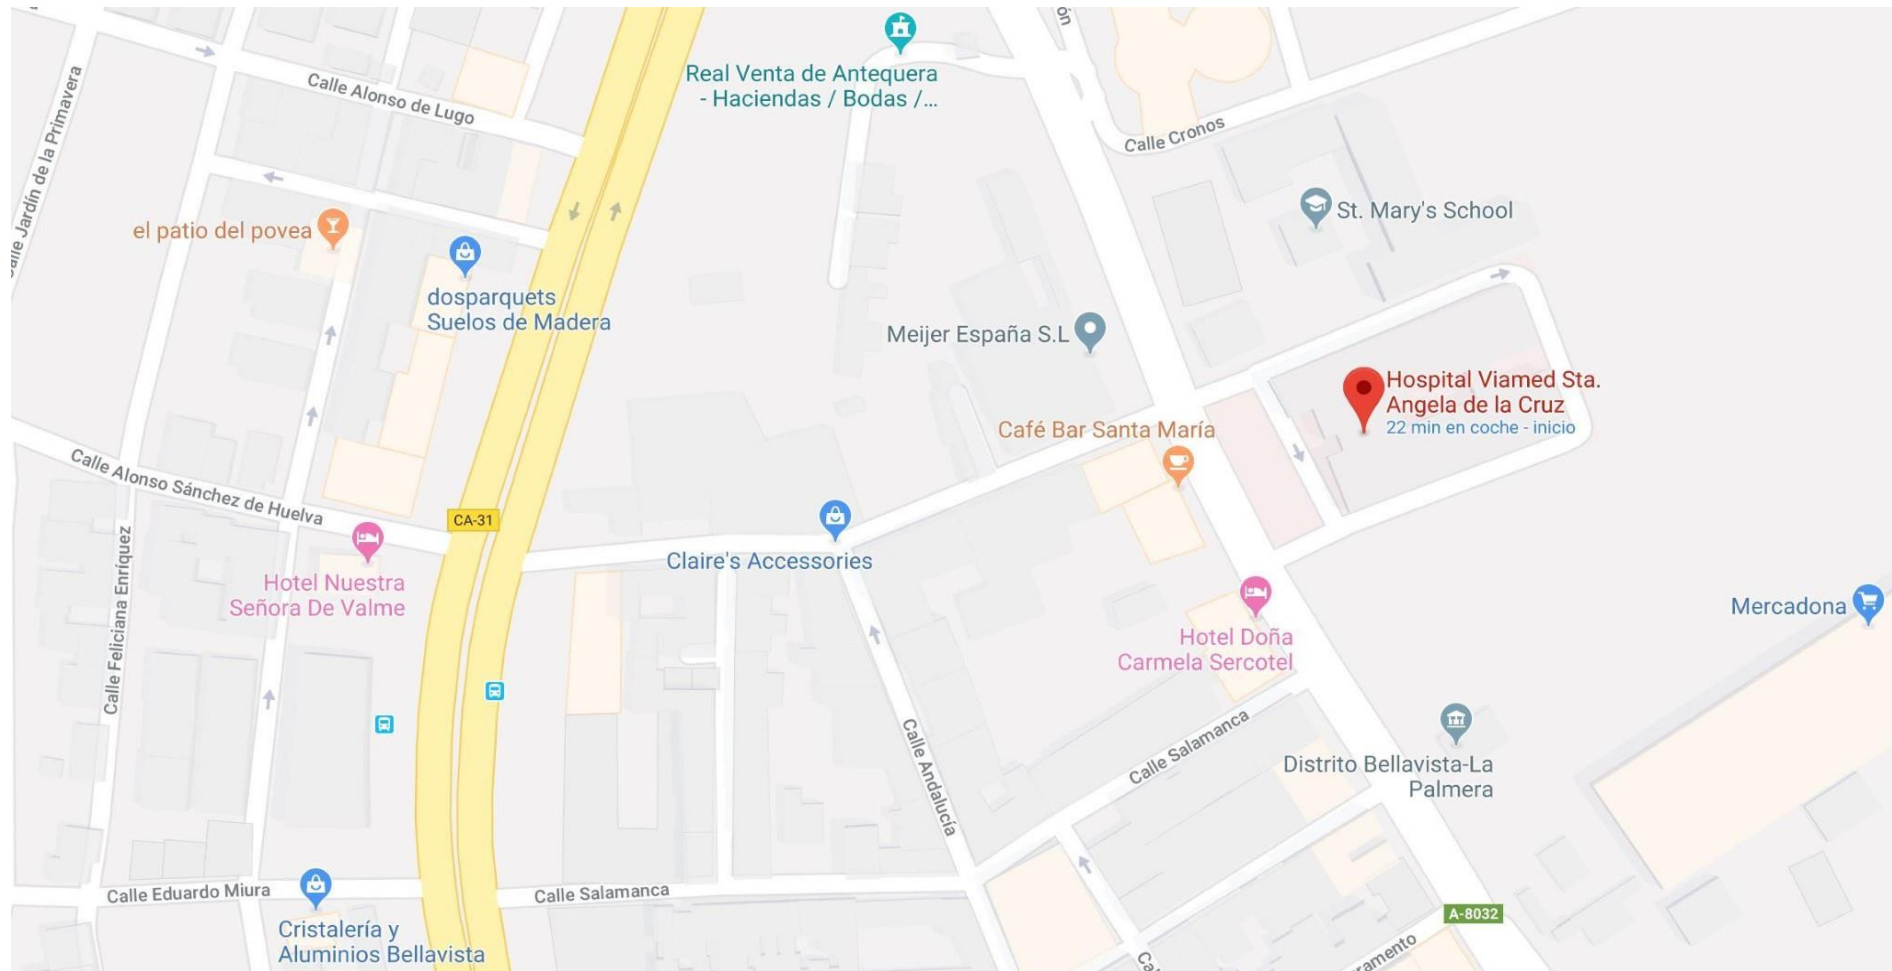 ón
Real Venta de Antequera
- Haciendas / Bodas /...
Calle Alonso de Lugo
Calle Cronos
alle Jardín de la Primavera
el patio del povea
St. Mary's School
dosparquets
Suelos de Madera
Meijer España S.L
Hospital Viamed Sta.
Angela de la Cruz
22 min en coche - inicio
Café Bar Santa María
Calle Alonso Sánchez de Huelva
CA-31
Claire's Accessories
Hotel Nuestra
Señora De Valme
Calle Feliciana Enríquez
Mercadona
Hotel Doña
Carmela Sercotel
Calle Andalucía
Calle Salamanca
Distrito Bellavista-La
Palmera
Calle Eduardo Miura
Calle Salamanca
A-8032
Cristalería y
Aluminios Bellavista
Ca
ramento